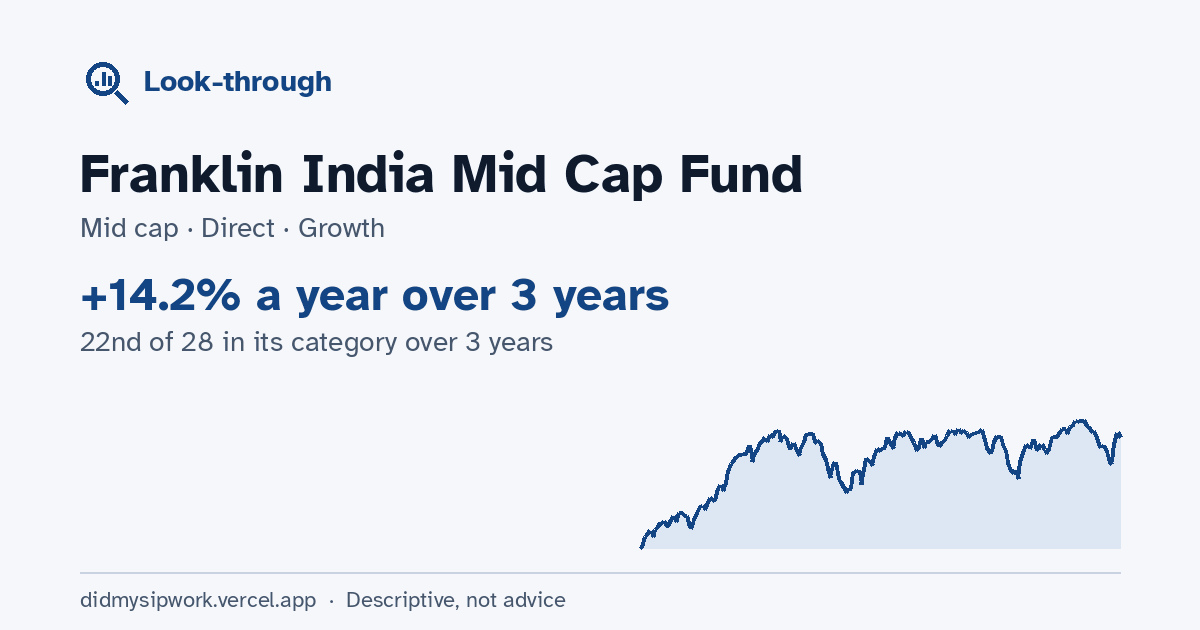 Look-through
Franklin India Mid Cap Fund
Mid cap · Direct · Growth
+14.2% a year over 3 years
22nd of 28 in its category over 3 years
didmysipwork.vercel.app · Descriptive, not advice